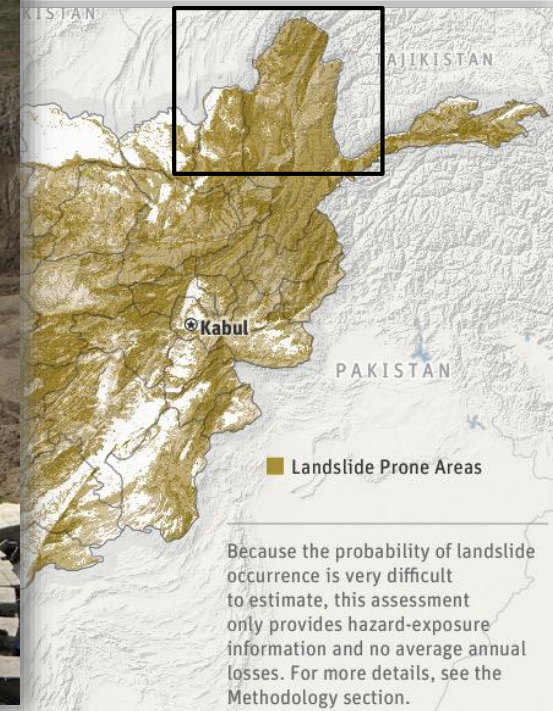 KISTAN
TAJIKISTAN
Kabul
PAKISTAN
Landslide Prone Areas
Because the probability of landslide
occurrence is very difficult
to estimate, this assessment
only provides hazard-exposure
information and no average annual
losses. For more details, see the
Methodology section.